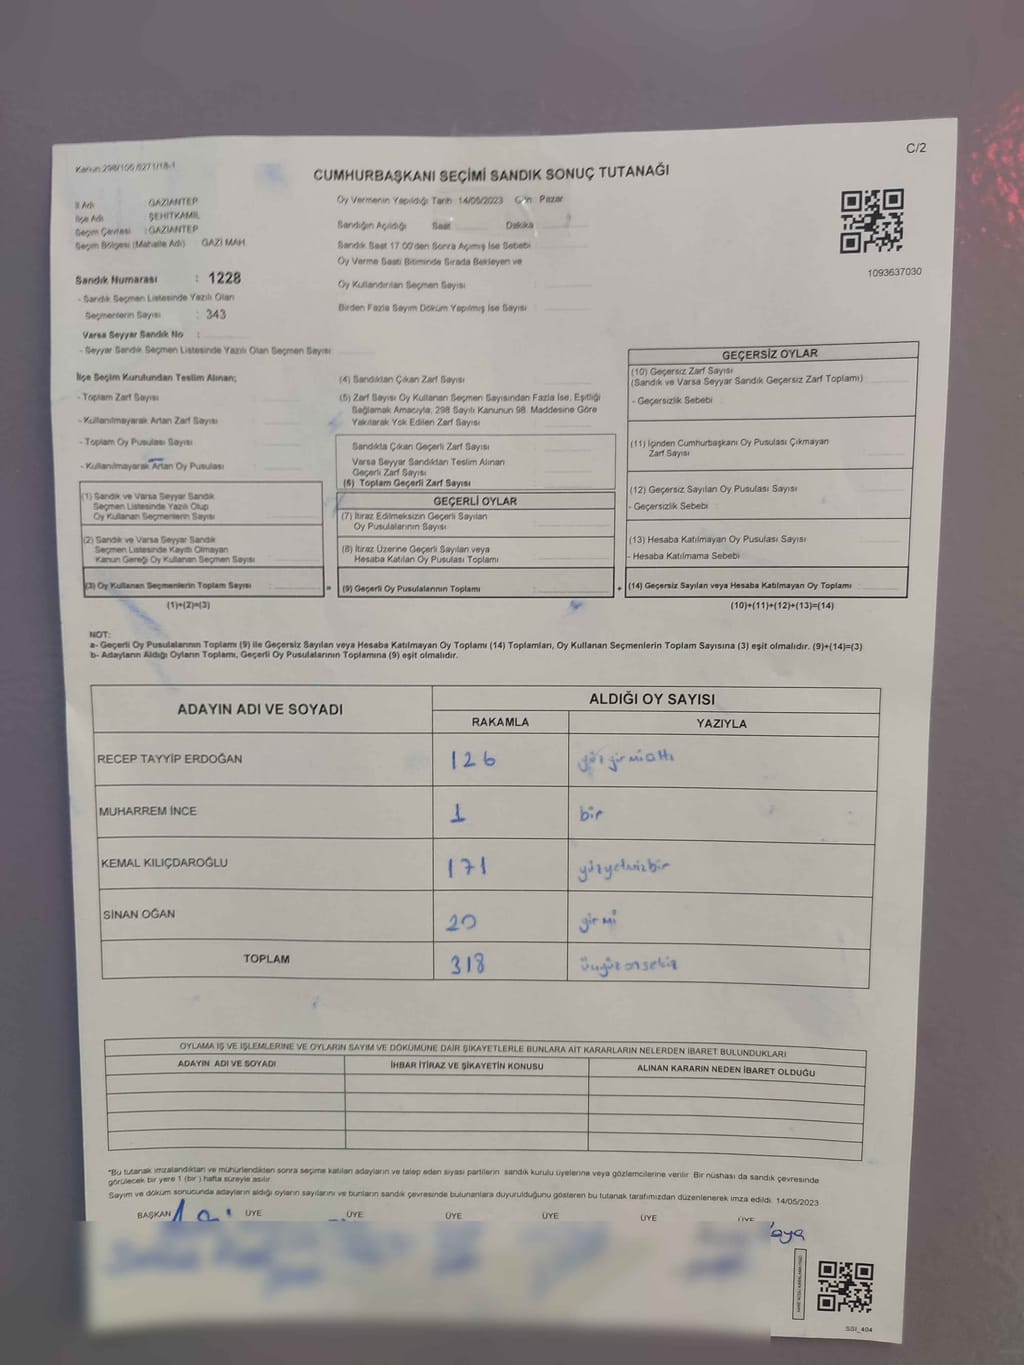 Kanun:298/106 6271/18-1
C/2
CUMHURBAŞKANI SEÇİMİ SANDIK SONUÇ TUTANAĞI
İl Adı GAZİANTEP
İlçe Adı ŞEHİTKAMİL
Seçim Çevresi : GAZİANTEP
Seçim Bölgesi (Mahalle Adı) GAZİ MAH.
Sandık Numarası : 1228
- Sandık Seçmen Listesinde Yazılı Olan
Seçmenlerin Sayısı : 343
Varsa Seyyar Sandık No :
- Seyyar Sandık Seçmen Listesinde Yazılı Olan Seçmen Sayısı
Oy Vermenin Yapıldığı Tarih 14/05/2023 Gün Pazar
Sandığın Açıldığı Saat Dakika
Sandık Saat 17.00'den Sonra Açımış İse Sebebi
Oy Verme Saati Bitiminde Sırada Bekleyen ve
Oy Kullandırılan Seçmen Sayısı
Birden Fazla Sayım Döküm Yapılmış İse Sayısı
1093637030
İlçe Seçim Kurulundan Teslim Alınan;
- Toplam Zarf Sayısı
- Kullanılmayarak Artan Zarf Sayısı
- Toplam Oy Pusulası Sayısı
- Kullanılmayarak Artan Oy Pusulası
(1) Sandık ve Varsa Seyyar Sandık
Seçmen Listesinde Yazılı Olup
Oy Kullanan Seçmenlerin Sayısı
(2) Sandık ve Varsa Seyyar Sandık
Seçmen Listesinde Kayıtlı Olmayan
Kanun Gereği Oy Kullanan Seçmen Sayısı
(3) Oy Kullanan Seçmenlerin Toplam Sayısı =
(1)+(2)=(3)
(4) Sandıktan Çıkan Zarf Sayısı
(5) Zarf Sayısı Oy Kullanan Seçmen Sayısından Fazla İse, Eşitliği
Sağlamak Amacıyla, 298 Sayılı Kanunun 98. Maddesine Göre
Yakılarak Yok Edilen Zarf Sayısı
Sandıkta Çıkan Geçerli Zarf Sayısı
Varsa Seyyar Sandıktan Teslim Alınan
Geçerli Zarf Sayısı
(6) Toplam Geçerli Zarf Sayısı
GEÇERLİ OYLAR
(7) İtiraz Edilmeksizin Geçerli Sayılan
Oy Pusulalarının Sayısı
(8) İtiraz Üzerine Geçerli Sayılan veya
Hesaba Katılan Oy Pusulası Toplamı
(9) Geçerli Oy Pusulalarının Toplamı +
GEÇERSİZ OYLAR
(10) Geçersiz Zarf Sayısı
(Sandık ve Varsa Seyyar Sandık Geçersiz Zarf Toplamı)
- Geçersizlik Sebebi
(11) İçinden Cumhurbaşkanı Oy Pusulası Çıkmayan
Zarf Sayısı
(12) Geçersiz Sayılan Oy Pusulası Sayısı
- Geçersizlik Sebebi
(13) Hesaba Katılmayan Oy Pusulası Sayısı
- Hesaba Katılmama Sebebi
(14) Geçersiz Sayılan veya Hesaba Katılmayan Oy Toplamı
(10)+(11)+(12)+(13)=(14)
NOT:
a- Geçerli Oy Pusulalarının Toplamı (9) ile Geçersiz Sayılan veya Hesaba Katılmayan Oy Toplamı (14) Toplamları, Oy Kullanan Seçmenlerin Toplam Sayısına (3) eşit olmalıdır. (9)+(14)=(3)
b- Adayların Aldığı Oyların Toplamı, Geçerli Oy Pusulalarının Toplamına (9) eşit olmalıdır.
ADAYIN ADI VE SOYADI ALDIĞI OY SAYISI
RAKAMLA YAZIYLA
RECEP TAYYİP ERDOĞAN 126 yüzyirmialtı
MUHARREM İNCE 1 bir
KEMAL KILIÇDAROĞLU 171 yüzyetmişbir
SİNAN OĞAN 20 yirmi
TOPLAM 318 üçyüzonsekiz
OYLAMA İŞ VE İŞLEMLERİNE VE OYLARIN SAYIM VE DÖKÜMÜNE DAİR ŞİKAYETLERLE BUNLARA AİT KARARLARIN NELERDEN İBARET BULUNDUKLARI
ADAYIN ADI VE SOYADI İHBAR İTİRAZ VE ŞİKAYETİN KONUSU ALINAN KARARIN NEDEN İBARET OLDUĞU
*Bu tutanak imzalandıktan ve mühürlendikten sonra seçime katılan adayların ve talep eden siyasi partilerin sandık kurulu üyelerine veya gözlemcilerine verilir. Bir nüshası da sandık çevresinde
görülecek bir yere 1 (bir ) hafta süreyle asılır
Sayım ve döküm sonucunda adayların aldığı oyların sayılarını ve bunların sandık çevresinde bulunanlara duyurulduğunu gösteren bu tutanak tarafımızdan düzenlenerek imza edildi. 14/05/2023
BAŞKAN ÜYE ÜYE ÜYE ÜYE ÜYE ÜYE
SSI_404